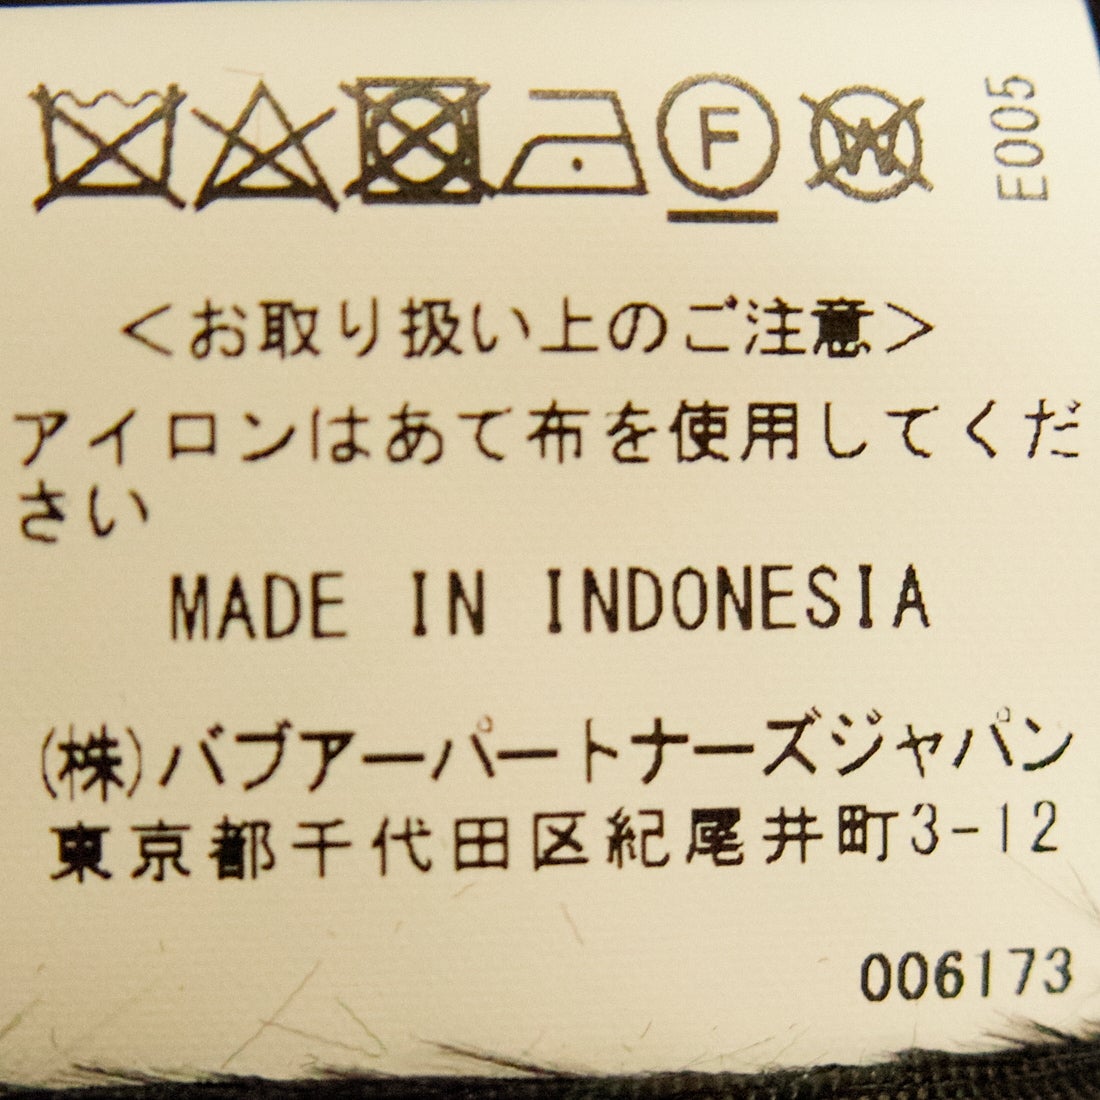 F
W
E005
＜お取り扱い上のご注意＞
アイロンはあて布を使用してくだ
さい
MADE IN INDONESIA
(株)バブアーパートナーズジャパン
東京都千代田区紀尾井町3-12
006173